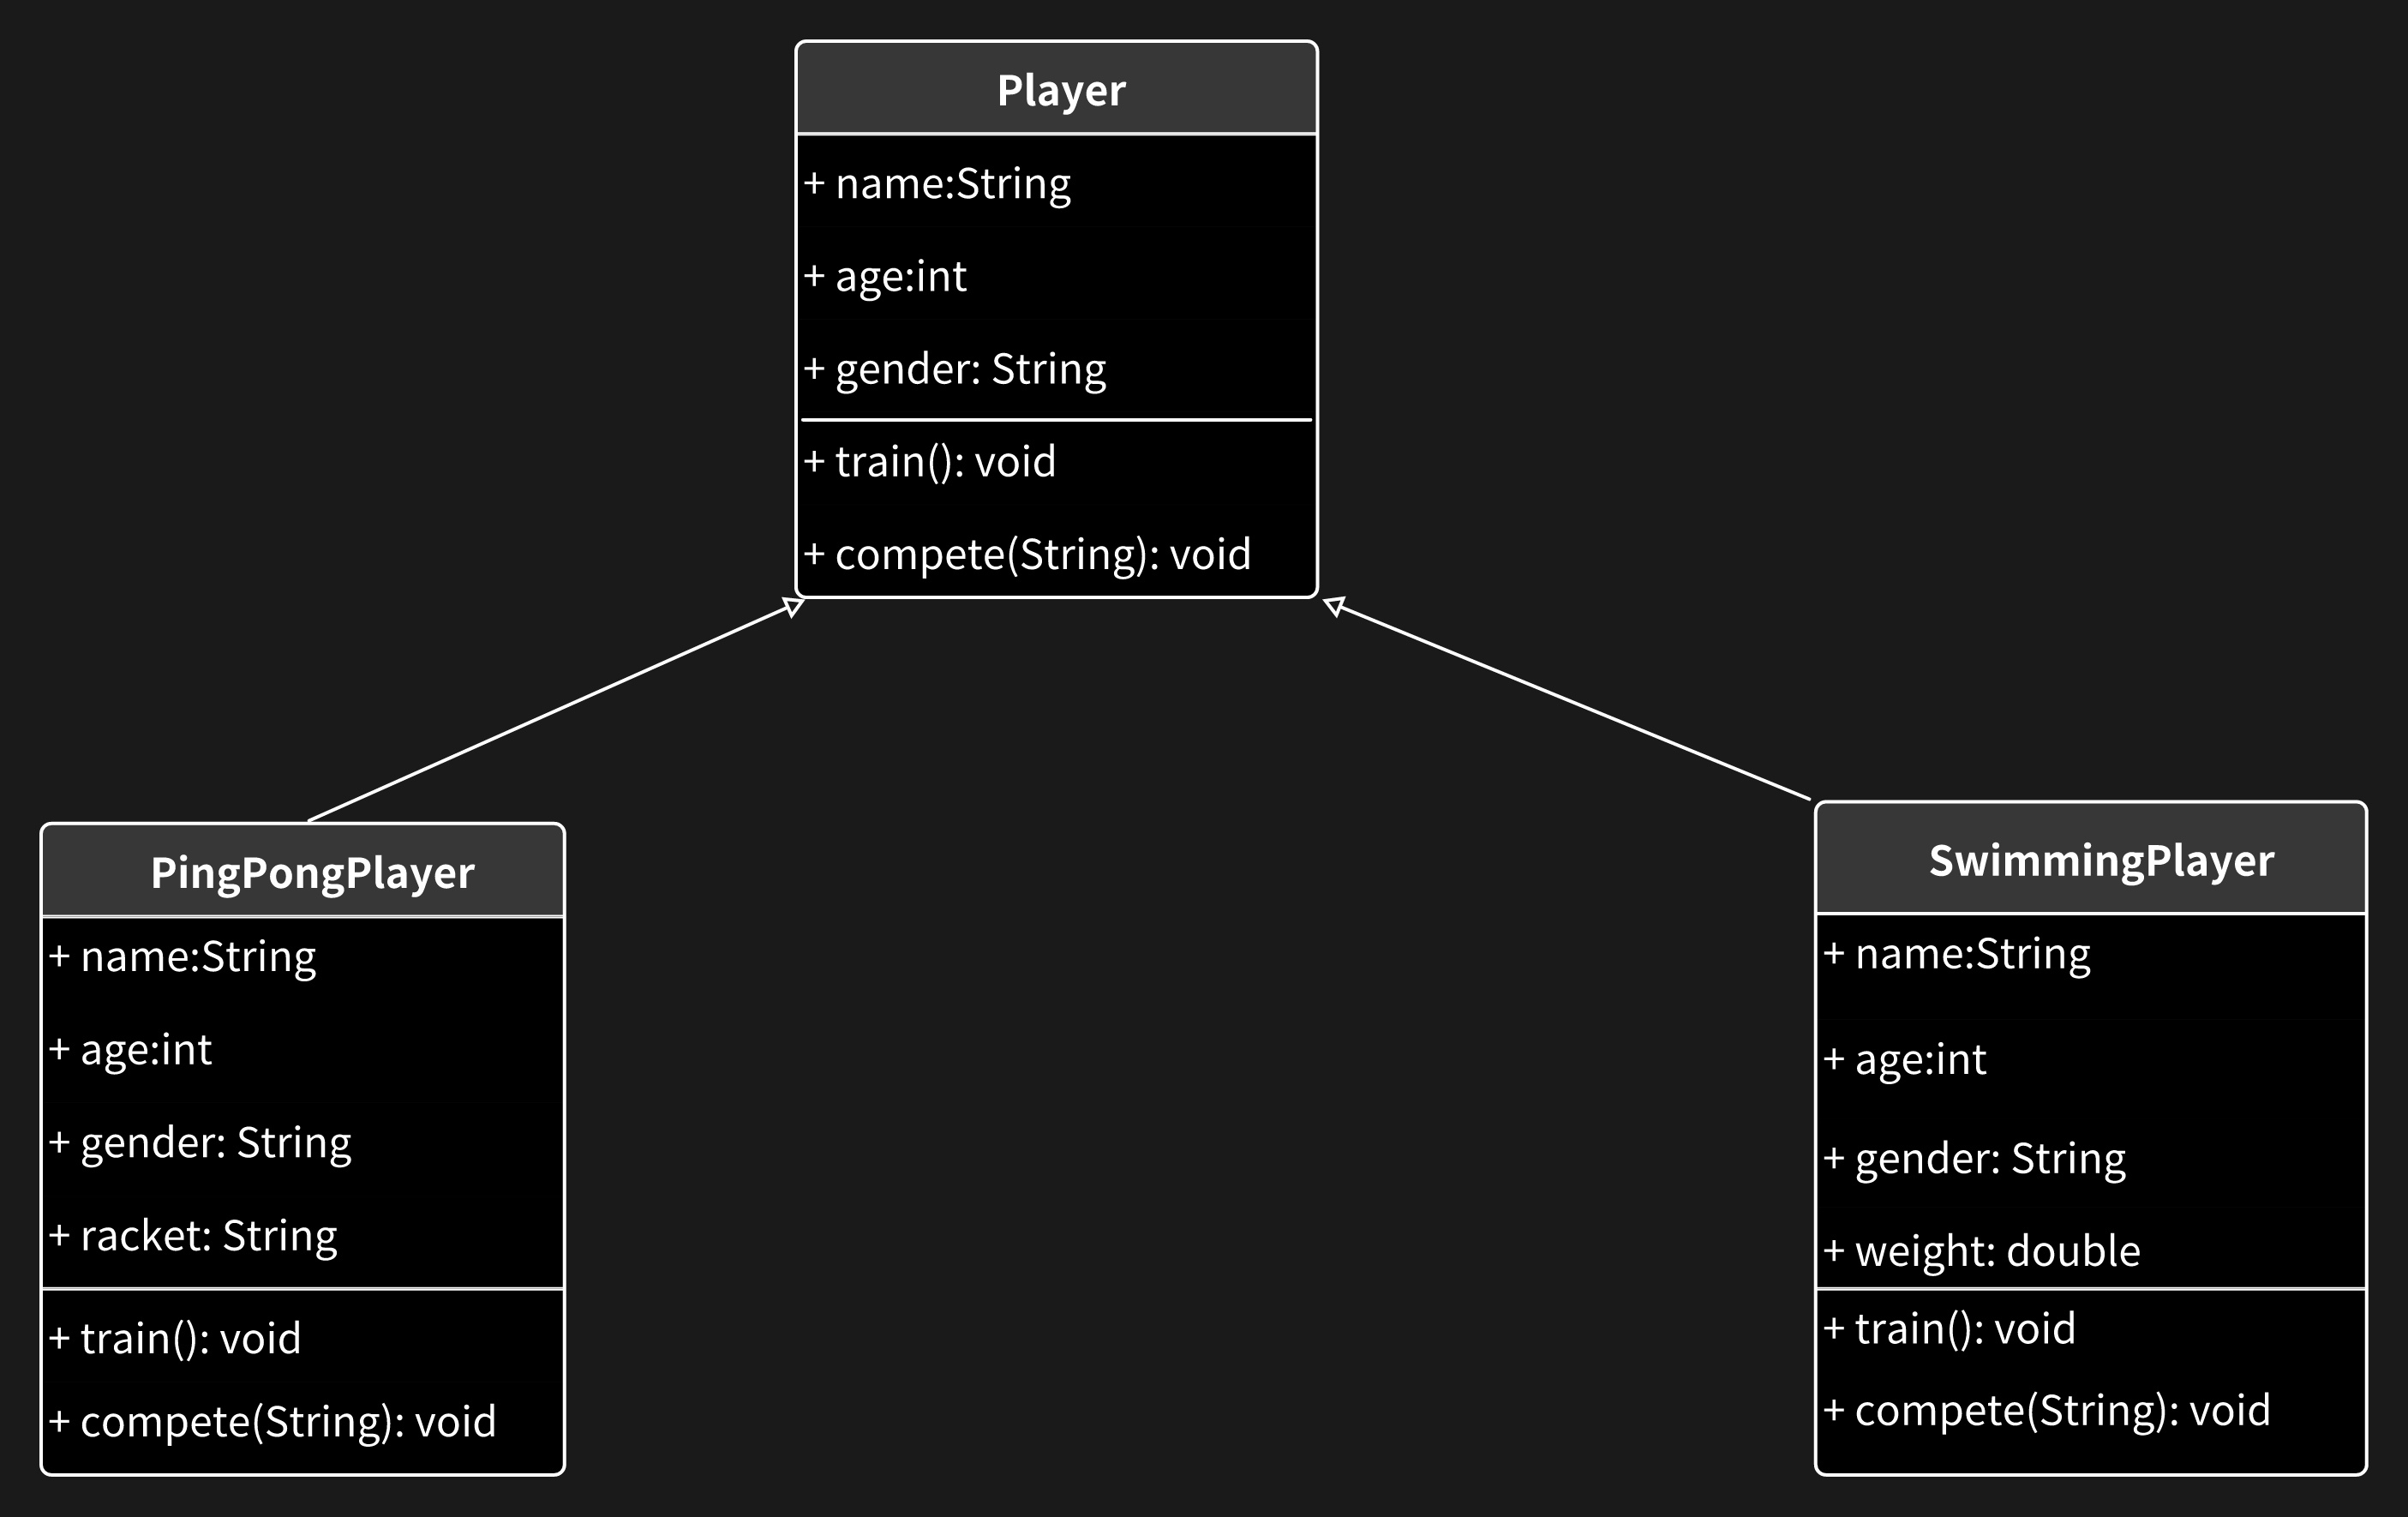 Player
+ name:String
+ age:int
+ gender: String
+ train(): void
+ compete(String): void
PingPongPlayer
+ name:String
+ age:int
+ gender: String
+ racket: String
+ train(): void
+ compete(String): void
SwimmingPlayer
+ name:String
+ age:int
+ gender: String
+ weight: double
+ train(): void
+ compete(String): void